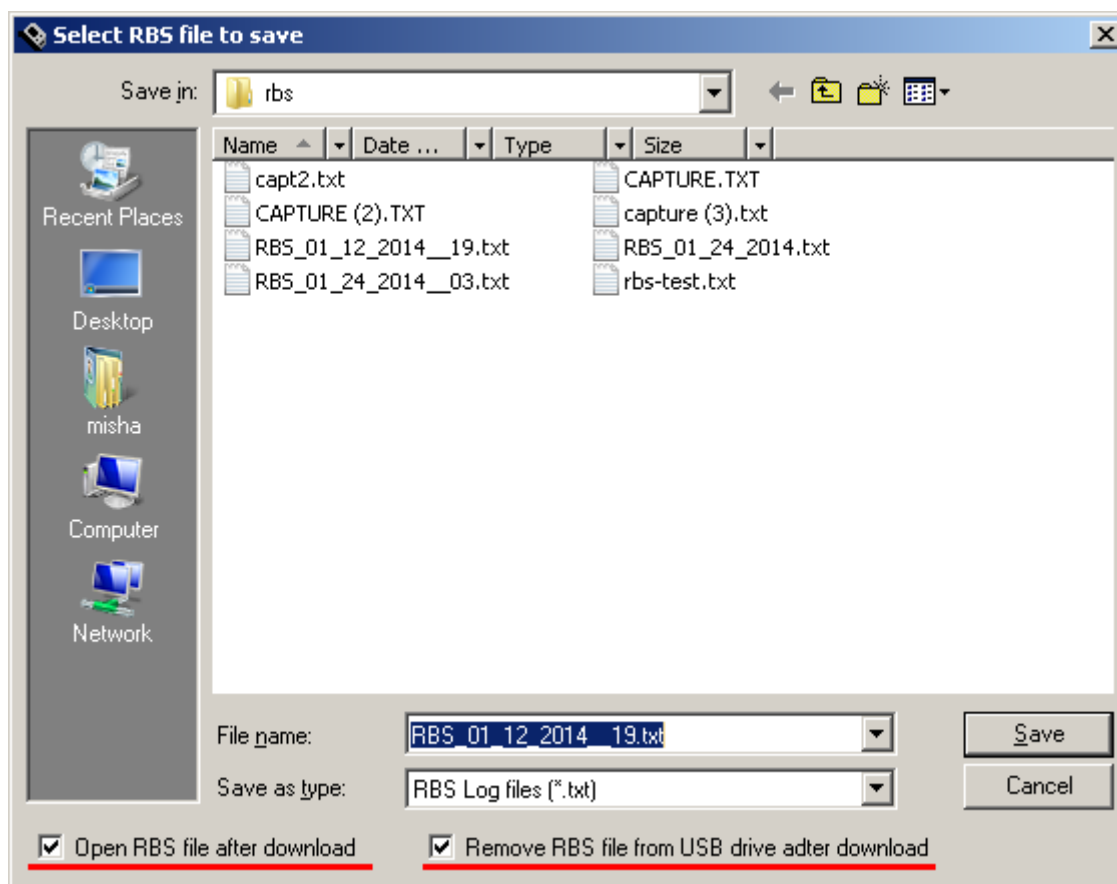 Select RBS file to save
Save in: rbs
Name Date ... Type Size
capt2.txt CAPTURE.TXT
CAPTURE (2).TXT capture (3).txt
RBS_01_12_2014__19.txt RBS_01_24_2014.txt
RBS_01_24_2014__03.txt rbs-test.txt
Recent Places
Desktop
misha
Computer
Network
File name: RBS_01_12_2014__19.txt Save
Save as type: RBS Log files (*.txt) Cancel
Open RBS file after download Remove RBS file from USB drive adter download